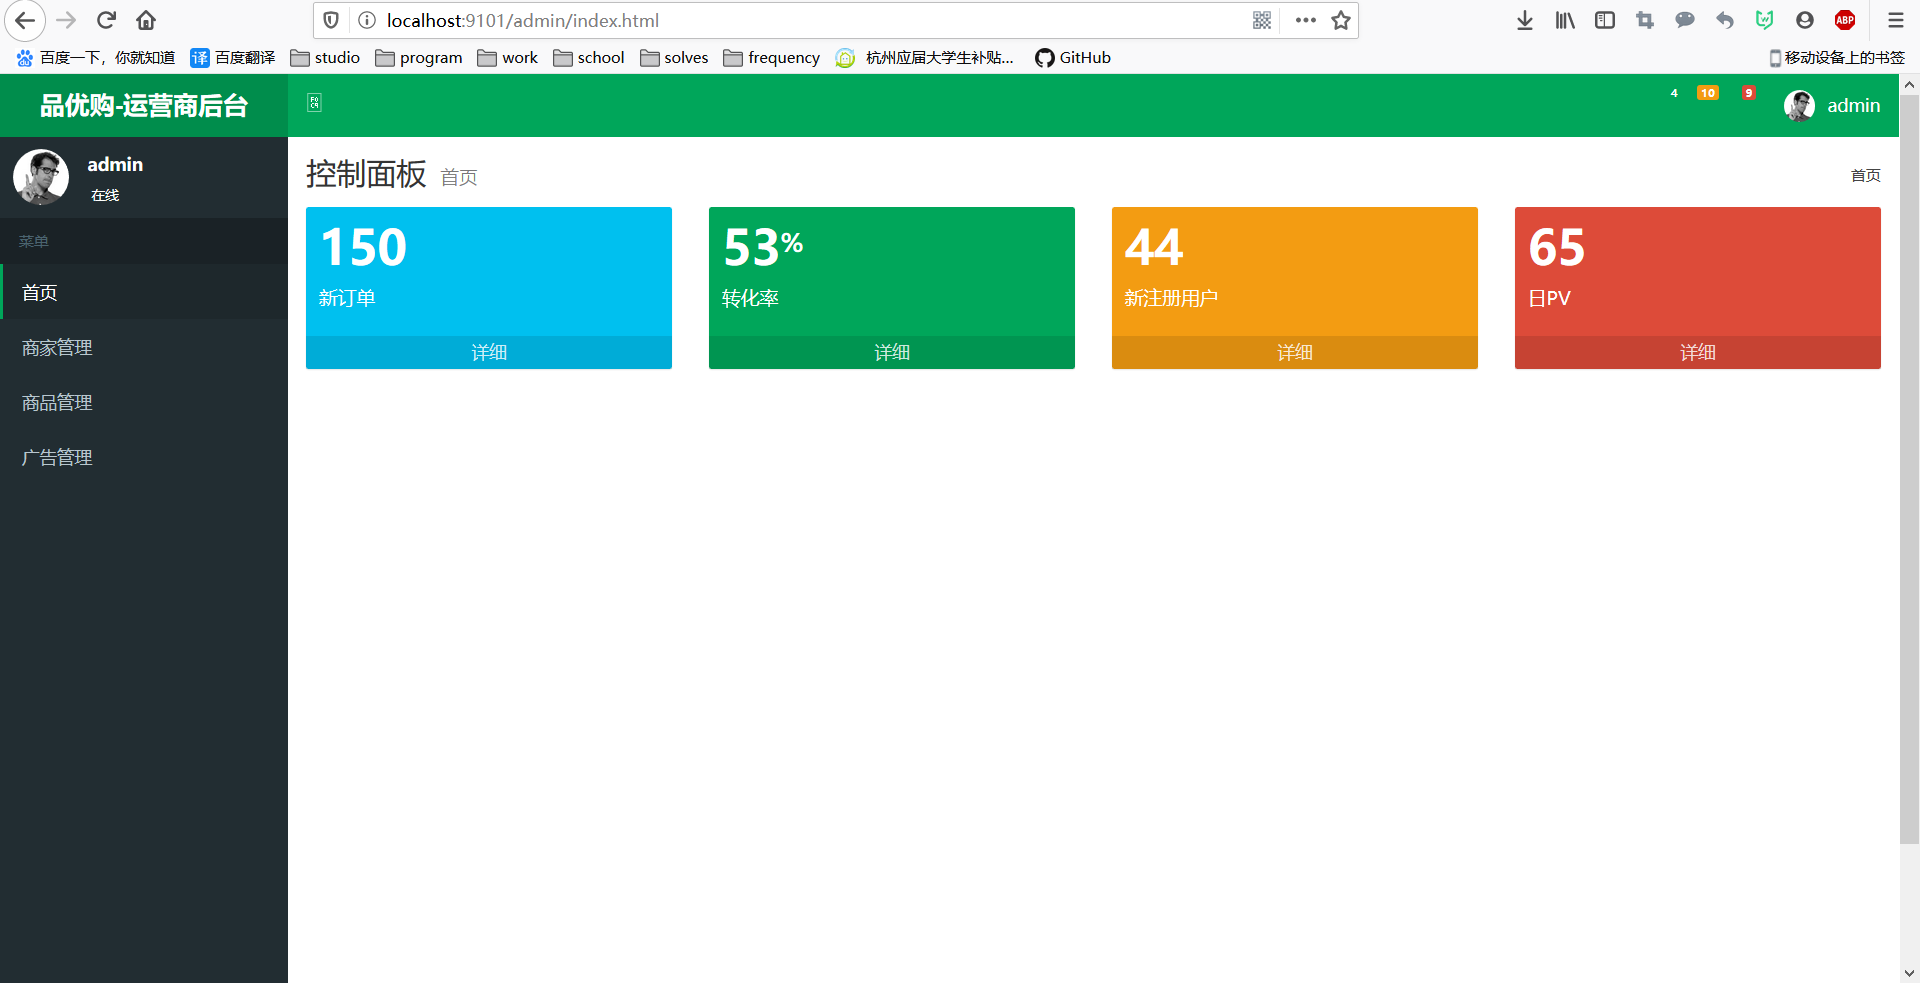 localhost:9101/admin/index.html
ABP
百度一下，你就知道 译 百度翻译 studio program work school solves frequency 杭州应届大学生补贴... GitHub 移动设备上的书签
品优购-运营商后台
4 10 9 admin
admin
在线
菜单
首页
商家管理
商品管理
广告管理
控制面板 首页
首页
150
新订单
详细
53%
转化率
详细
44
新注册用户
详细
65
日PV
详细